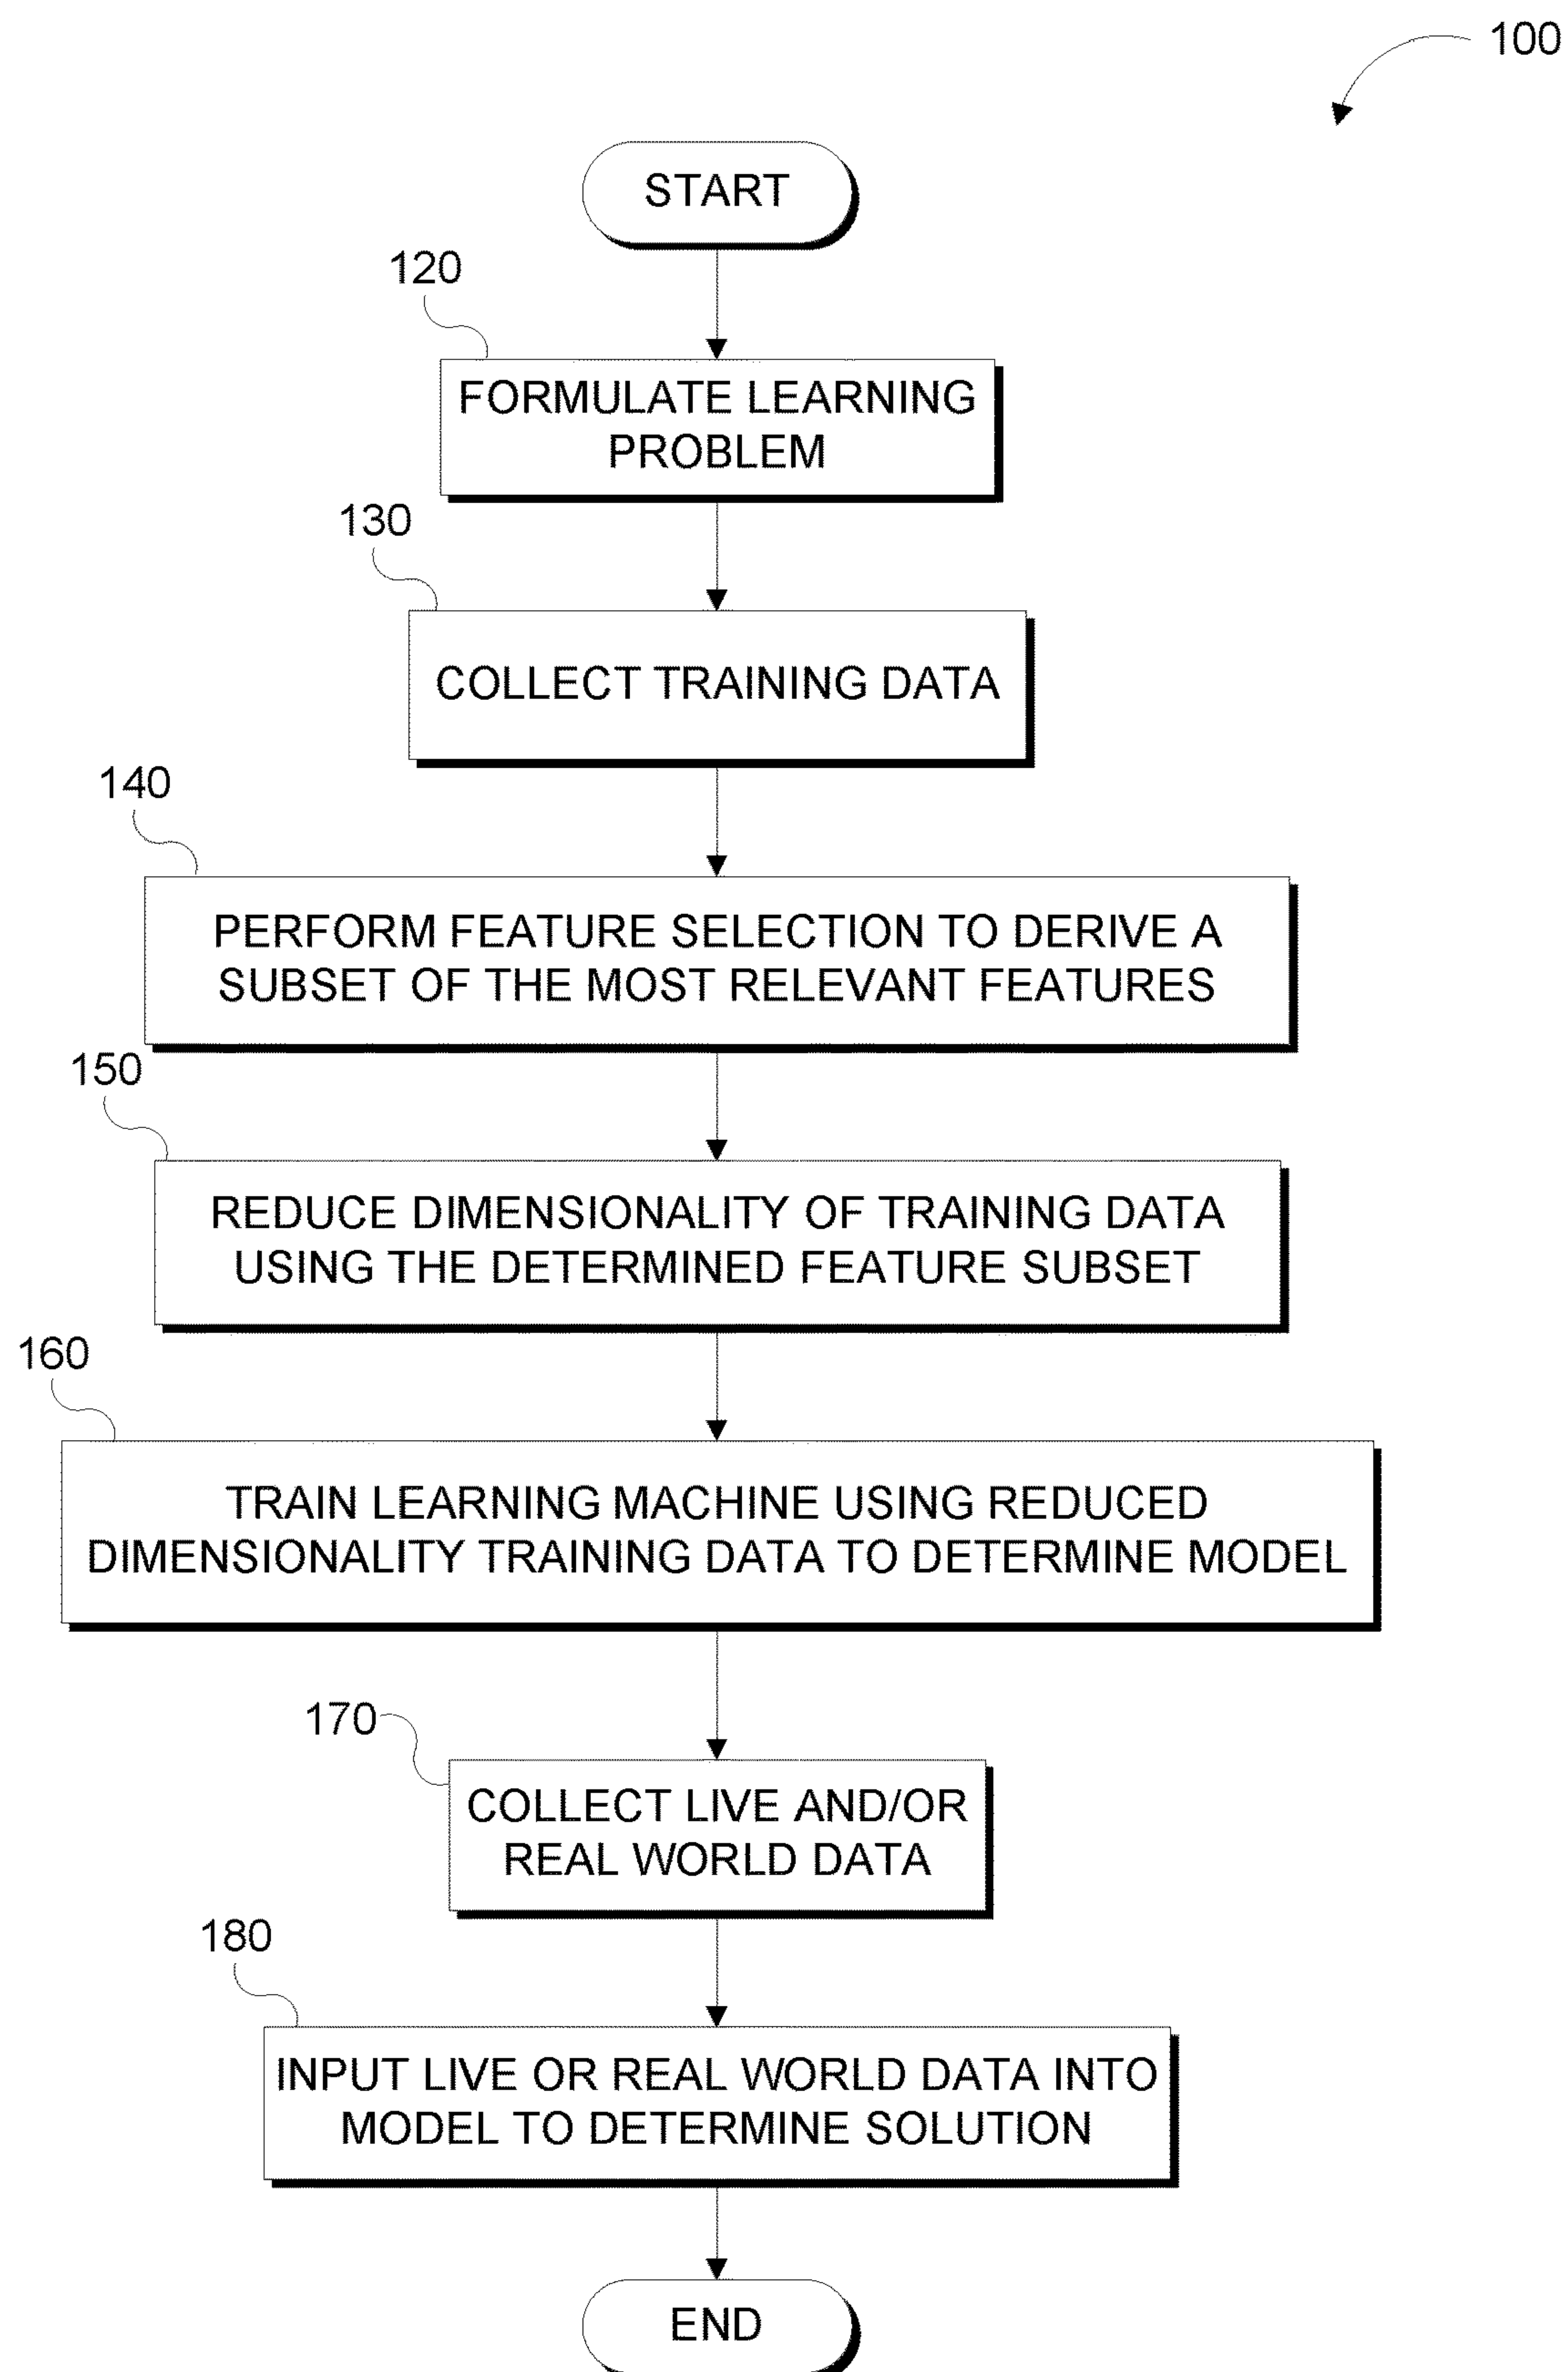 100
START
120
FORMULATE LEARNING
PROBLEM
130
COLLECT TRAINING DATA
140
PERFORM FEATURE SELECTION TO DERIVE A
SUBSET OF THE MOST RELEVANT FEATURES
150
REDUCE DIMENSIONALITY OF TRAINING DATA
USING THE DETERMINED FEATURE SUBSET
160
TRAIN LEARNING MACHINE USING REDUCED
DIMENSIONALITY TRAINING DATA TO DETERMINE MODEL
170
COLLECT LIVE AND/OR
REAL WORLD DATA
180
INPUT LIVE OR REAL WORLD DATA INTO
MODEL TO DETERMINE SOLUTION
END